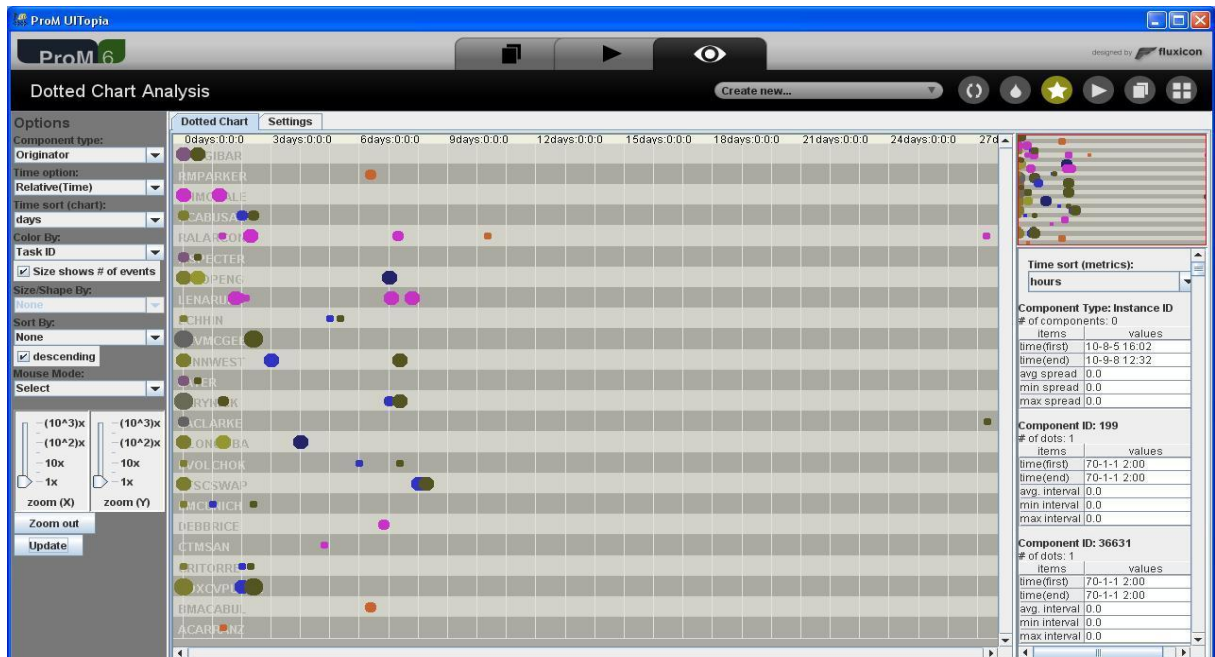 ProM UITopia
ProM 6
designed by fluxicon
Dotted Chart Analysis
Create new...
Options
Component type:
Originator
Time option:
Relative(Time)
Time sort (chart):
days
Color By:
Task ID
Size shows # of events
Size/Shape By:
None
Sort By:
None
descending
Mouse Mode:
Select
(10^3)x (10^3)x
(10^2)x (10^2)x
10x 10x
1x 1x
zoom (X) zoom (Y)
Zoom out
Update
Dotted Chart Settings
0days:0:0:0 3days:0:0:0 6days:0:0:0 9days:0:0:0 12days:0:0:0 15days:0:0:0 18days:0:0:0 21days:0:0:0 24days:0:0:0 27d
RMPARKER
DEBBRICE
CTMSAN
BMACABUL
Time sort (metrics):
hours
Component Type: Instance ID
# of components: 0
items values
time(first) 10-8-5 16:02
time(end) 10-9-8 12:32
avg spread 0.0
min spread 0.0
max spread 0.0
Component ID: 199
# of dots: 1
items values
time(first) 70-1-1 2:00
time(end) 70-1-1 2:00
avg. interval 0.0
min interval 0.0
max interval 0.0
Component ID: 36631
# of dots: 1
items values
time(first) 70-1-1 2:00
time(end) 70-1-1 2:00
avg. interval 0.0
min interval 0.0
max interval 0.0